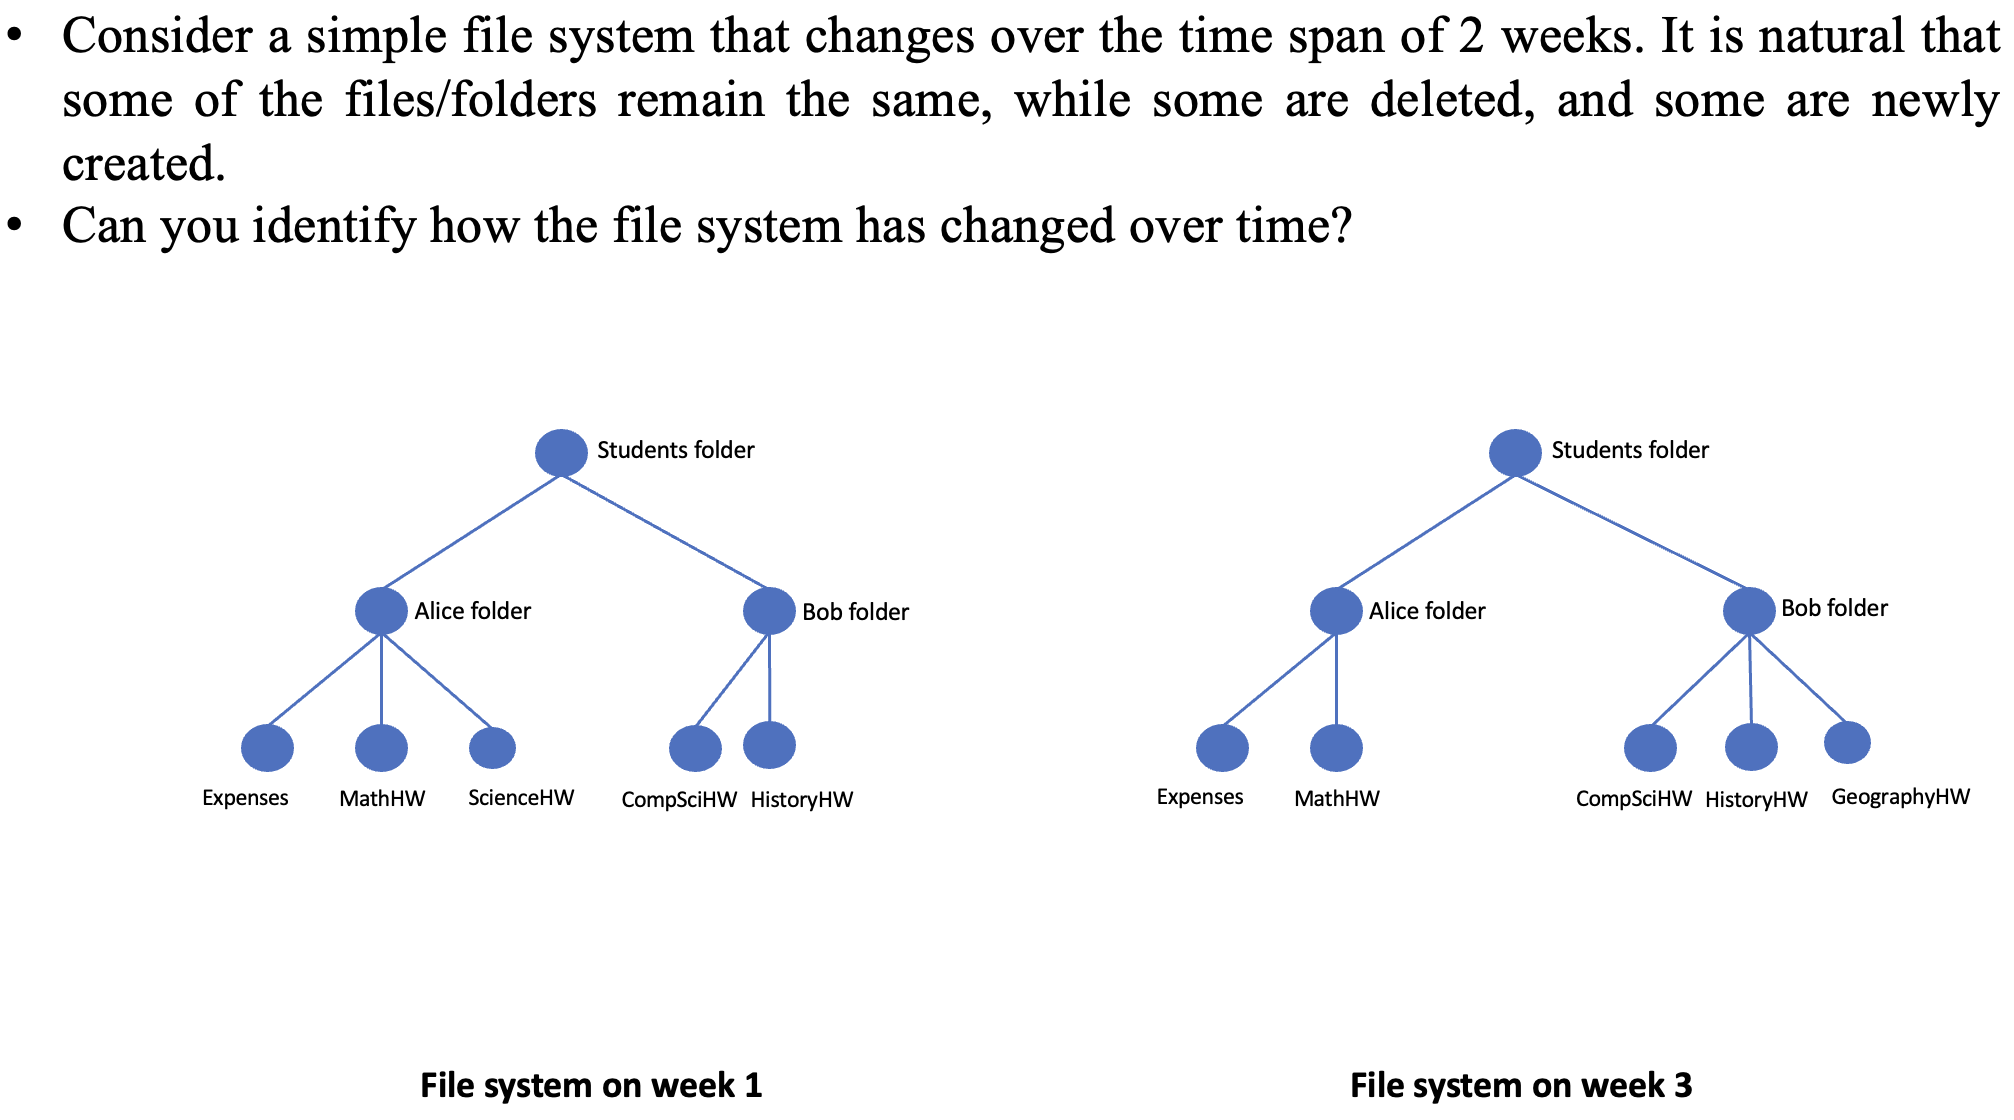 • Consider a simple file system that changes over the time span of 2 weeks. It is natural that
some of the files/folders remain the same, while some are deleted, and some are newly
created.
• Can you identify how the file system has changed over time?
Students folder
Alice folder
Bob folder
Expenses
MathHW
ScienceHW
CompSciHW
HistoryHW
File system on week 1
Students folder
Alice folder
Bob folder
Expenses
MathHW
CompSciHW
HistoryHW
GeographyHW
File system on week 3